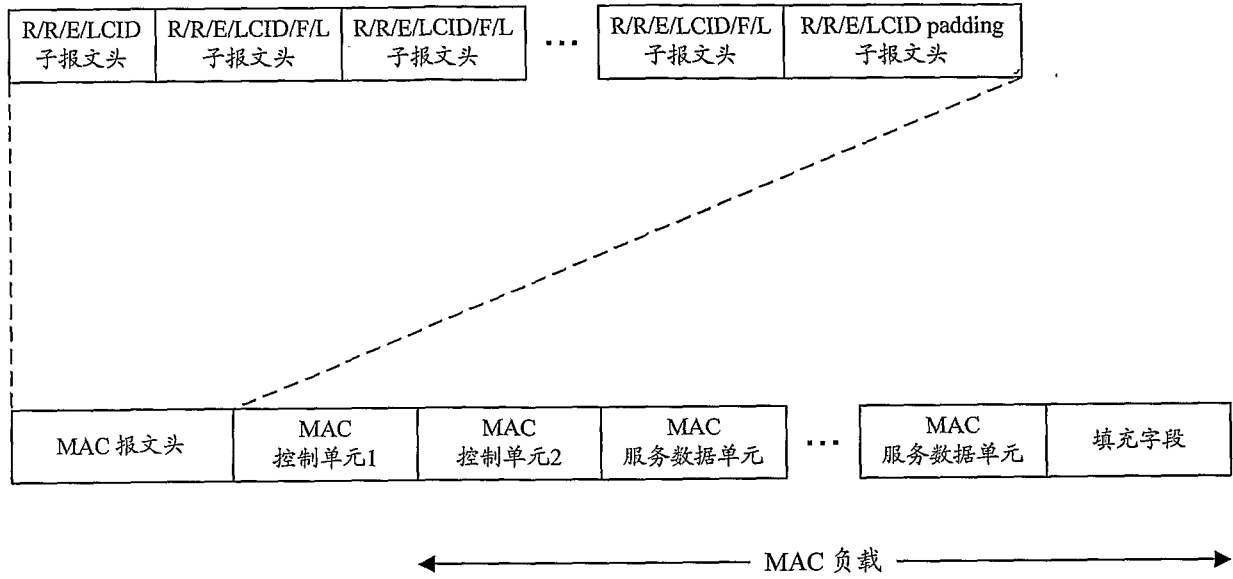 R/R/E/LCID
子报文头
R/R/E/LCID/F/L
子报文头
R/R/E/LCID/F/L
子报文头
...
R/R/E/LCID/F/L
子报文头
R/R/E/LCID padding
子报文头
MAC 报文头
MAC
控制单元1
MAC
控制单元2
MAC
服务数据单元
...
MAC
服务数据单元
填充字段
MAC 负载